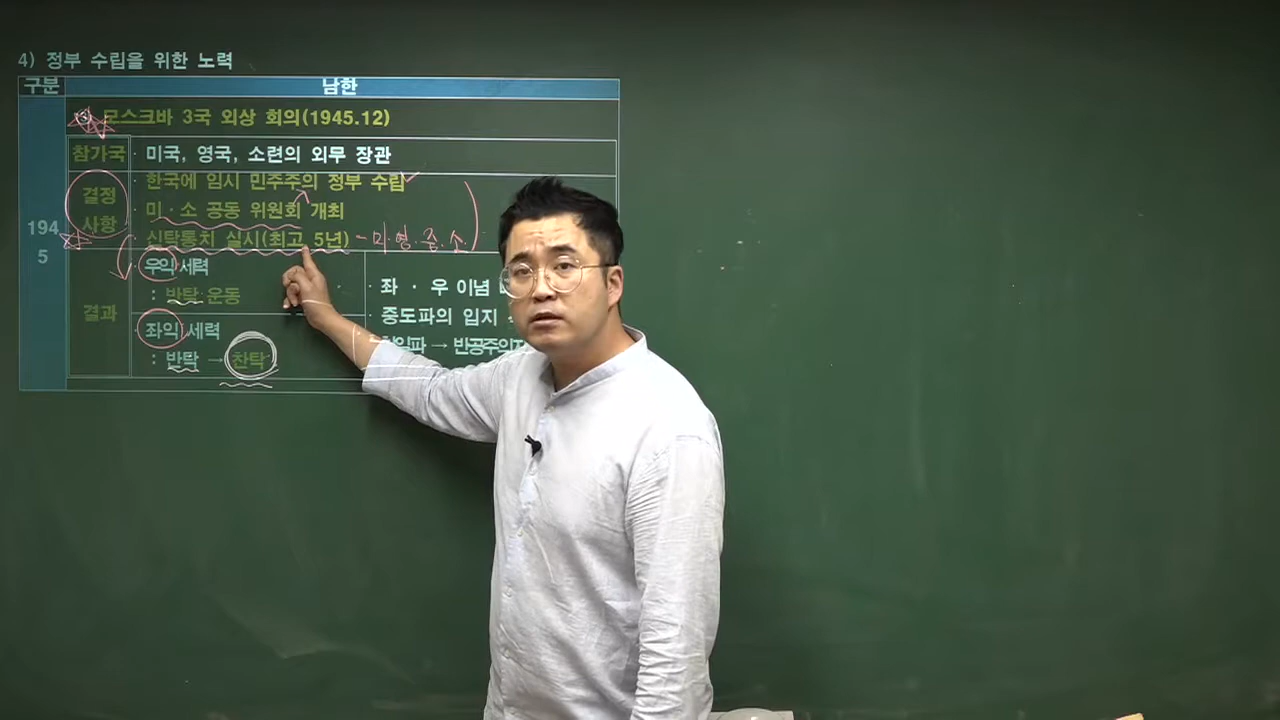 4) 정부 수립을 위한 노력
구분 남한
모스크바 3국 외상 회의(1945.12)
참가국 · 미국, 영국, 소련의 외무 장관
· 한국에 임시 민주주의 정부 수립
결정 사항 · 미·소 공동 위원회 개최
· 신탁통치 실시(최고 5년) - 미·영·중·소
194
5
· 우익 세력
: 반탁 운동
결과
· 좌익 세력
: 반탁 → 찬탁
· 좌 · 우 이념
· 중도파의 입지
친일파 → 반공주의자